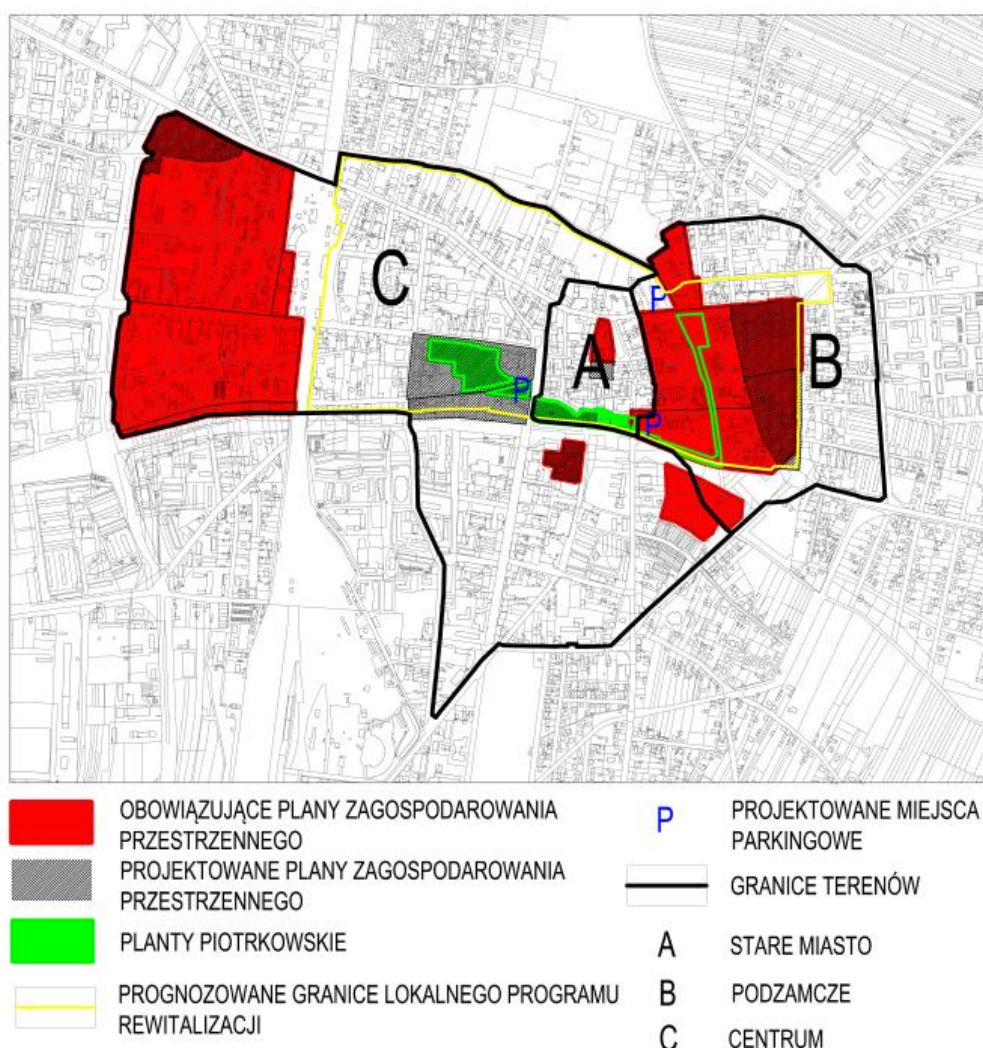 C
P
A
B
P
P
OBOWIĄZUJĄCE PLANY ZAGOSPODAROWANIA
PRZESTRZENNEGO
PROJEKTOWANE PLANY ZAGOSPODAROWANIA
PRZESTRZENNEGO
PLANTY PIOTRKOWSKIE
PROGNOZOWANE GRANICE LOKALNEGO PROGRAMU
REWITALIZACJI
P PROJEKTOWANE MIEJSCA
PARKINGOWE
GRANICE TERENÓW
A STARE MIASTO
B PODZAMCZE
C CENTRUM